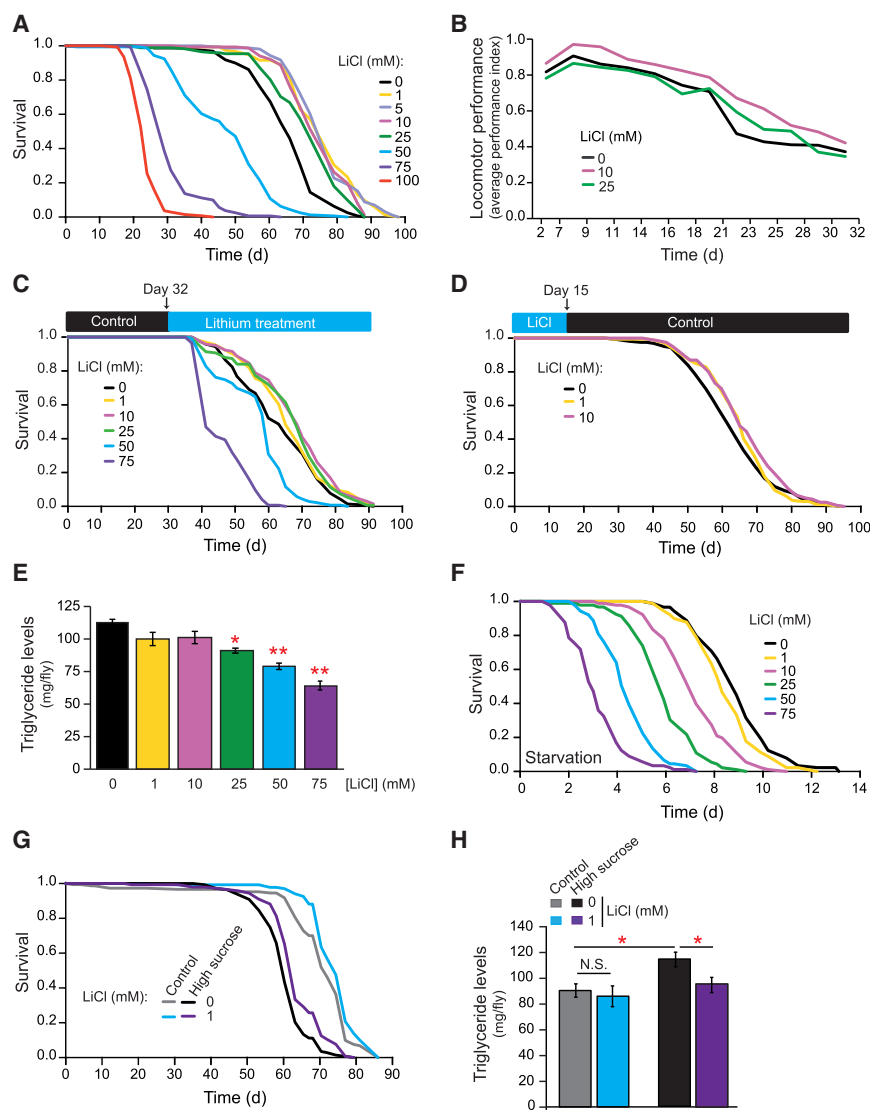 A
LiCl (mM):
0
1
5
10
25
50
75
100
Survival
1.0
0.8
0.6
0.4
0.2
0.0
0 10 20 30 40 50 60 70 80 90 100
Time (d)
B
Locomotor performance
(average performance index)
1.0
0.8
0.6
0.4
0.2
0.0
LiCl (mM)
0
10
25
2 7 9 11 14 16 18 21 23 25 28 30 32
Time (d)
C
Day 32
Control Lithium treatment
LiCl (mM):
0
1
10
25
50
75
Survival
1.0
0.8
0.6
0.4
0.2
0.0
0 10 20 30 40 50 60 70 80 90 100
Time (d)
D
Day 15
LiCl Control
LiCl (mM):
0
1
10
Survival
1.0
0.8
0.6
0.4
0.2
0.0
0 10 20 30 40 50 60 70 80 90 100
Time (d)
E
Triglyceride levels
(mg/fly)
125
100
75
50
25
0
* ** **
0 1 10 25 50 75 [LiCl] (mM)
F
Survival
1.0
0.8
0.6
0.4
0.2
0.0
LiCl (mM)
0
1
10
25
50
75
Starvation
0 2 4 6 8 10 11 14
Time (d)
G
Survival
1.0
0.8
0.6
0.4
0.2
0.0
Control
High sucrose
LiCl (mM):
0
1
0 10 20 30 40 50 60 70 80 90
Time (d)
H
Control
High sucrose
0
1
LiCl (mM)
Triglyceride levels
(mg/fly)
140
120
100
80
60
40
20
0
* *
N.S.